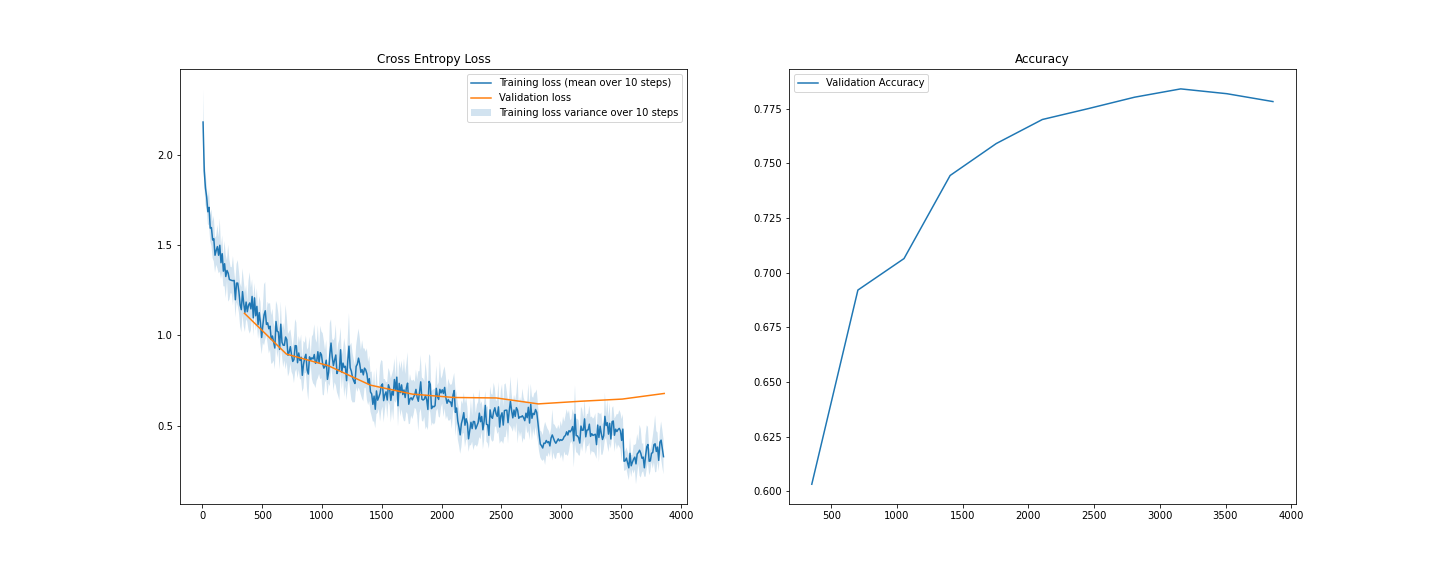 Cross Entropy Loss
Training loss (mean over 10 steps)
Validation loss
Training loss variance over 10 steps
2.0
1.5
1.0
0.5
0 500 1000 1500 2000 2500 3000 3500 4000
Accuracy
Validation Accuracy
0.775
0.750
0.725
0.700
0.675
0.650
0.625
0.600
500 1000 1500 2000 2500 3000 3500 4000